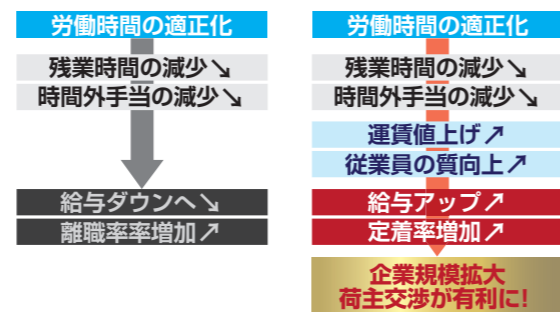 労働時間の適正化
残業時間の減少↘
時間外手当の減少↘
給与ダウンへ↘
離職率率増加↗
労働時間の適正化
残業時間の減少↘
時間外手当の減少↘
運賃値上げ↗
従業員の質向上↗
給与アップ↗
定着率増加↗
企業規模拡大
荷主交渉が有利に!